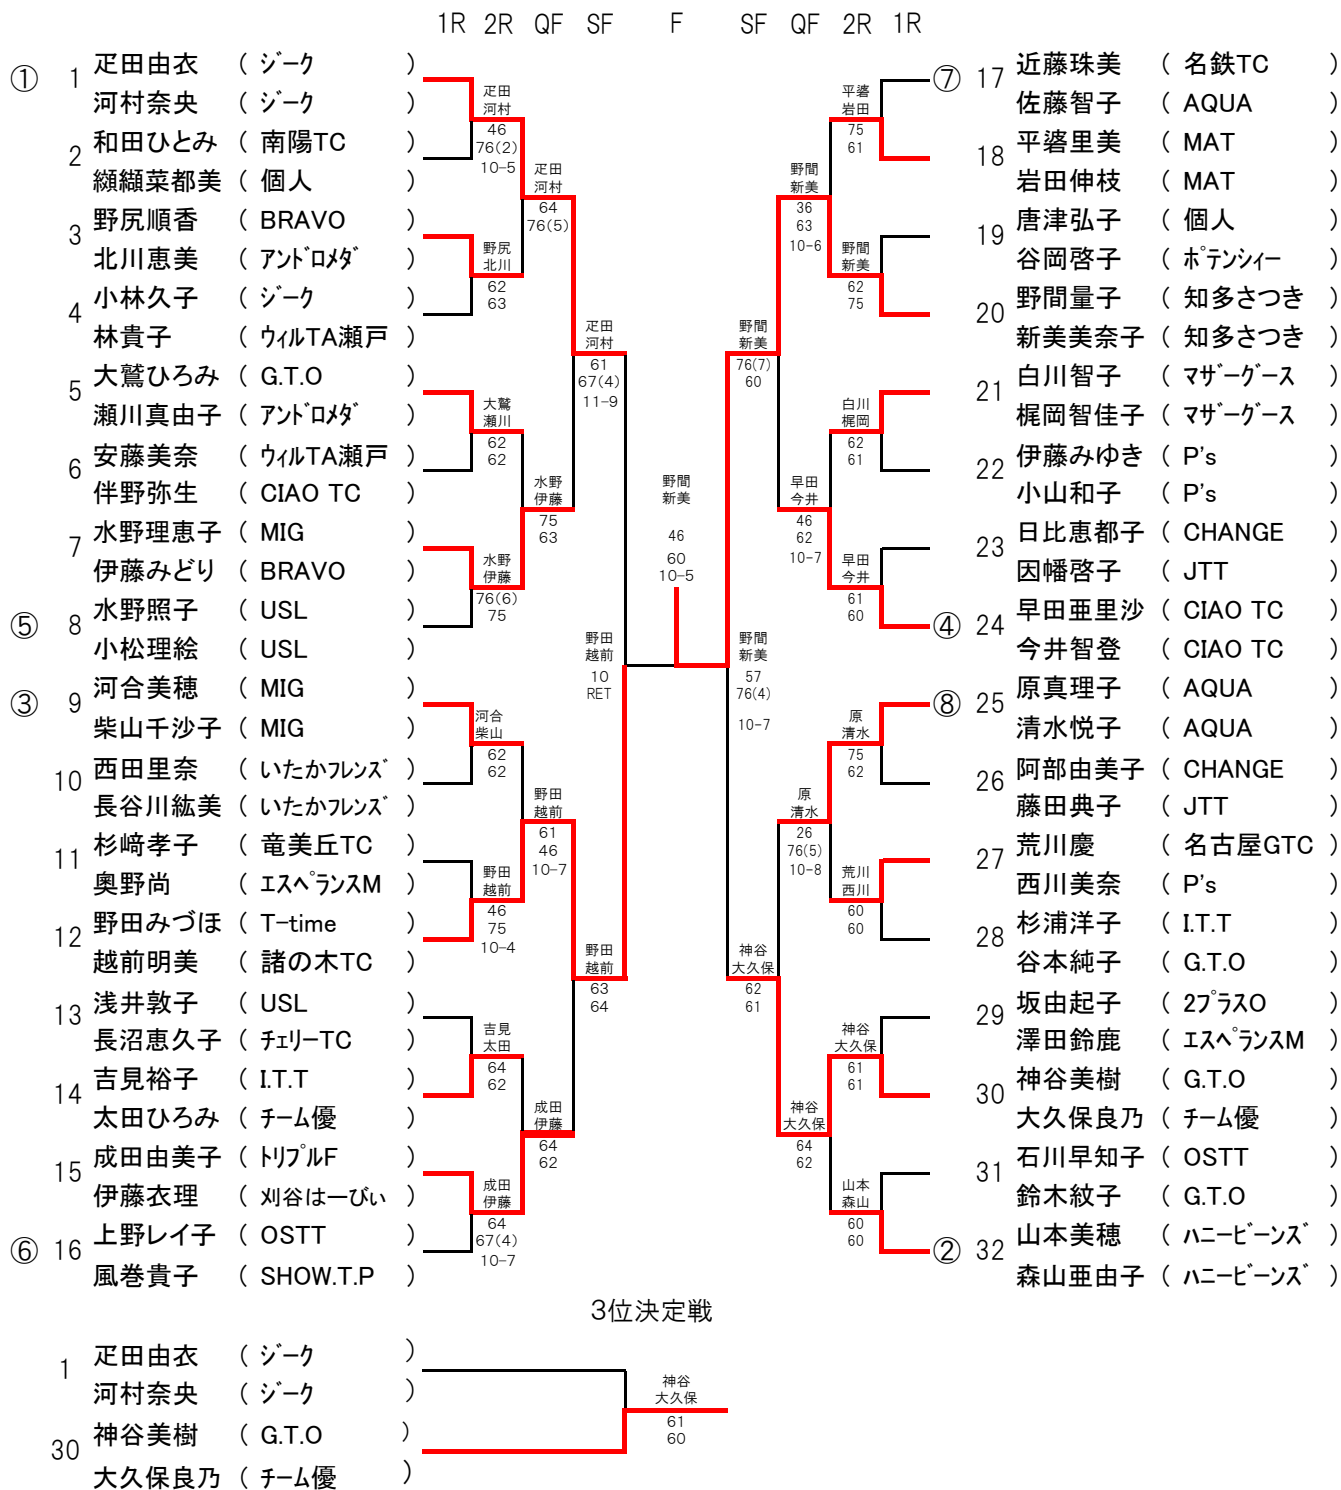 1R 2R QF SF F SF QF 2R 1R
① 1 疋田由衣 ( ジーク )
河村奈央 ( ジーク )
2 和田ひとみ ( 南陽TC )
纐纈菜都美 ( 個人 )
3 野尻順香 ( BRAVO )
北川恵美 ( アンドロメダ )
4 小林久子 ( ジーク )
林貴子 ( ウィルTA瀬戸 )
5 大鷲ひろみ ( G.T.O )
瀬川真由子 ( アンドロメダ )
6 安藤美奈 ( ウィルTA瀬戸 )
伴野弥生 ( CIAO TC )
7 水野理恵子 ( MIG )
伊藤みどり ( BRAVO )
⑤ 8 水野照子 ( USL )
小松理絵 ( USL )
③ 9 河合美穂 ( MIG )
柴山千沙子 ( MIG )
10 西田里奈 ( いたかフレンズ )
長谷川紘美 ( いたかフレンズ )
11 杉﨑孝子 ( 竜美丘TC )
奥野尚 ( エスペランスM )
12 野田みづほ ( T-time )
越前明美 ( 諸の木TC )
13 浅井敦子 ( USL )
長沼恵久子 ( チェリーTC )
14 吉見裕子 ( I.T.T )
太田ひろみ ( チーム優 )
15 成田由美子 ( トリプルF )
伊藤衣理 ( 刈谷はーびぃ )
⑥ 16 上野レイ子 ( OSTT )
風巻貴子 ( SHOW.T.P )
疋田
河村
46
76(2)
10-5
野尻
北川
62
63
大鷲
瀬川
62
62
水野
伊藤
76(6)
75
河合
柴山
62
62
野田
越前
46
75
10-4
吉見
太田
64
62
成田
伊藤
64
67(4)
10-7
疋田
河村
64
76(5)
水野
伊藤
75
63
野田
越前
61
46
10-7
成田
伊藤
64
62
疋田
河村
61
67(4)
11-9
野田
越前
63
64
野田
越前
10
RET
野間
新美
46
60
10-5
野間
新美
57
76(4)
10-7
野間
新美
76(7)
60
神谷
大久保
62
61
野間
新美
36
63
10-6
早田
今井
46
62
10-7
原
清水
26
76(5)
10-8
神谷
大久保
64
62
平婆
岩田
75
61
野間
新美
62
75
白川
梶岡
62
61
早田
今井
61
60
原
清水
75
62
荒川
西川
60
60
神谷
大久保
61
61
山本
森山
60
60
⑦ 17 近藤珠美 ( 名鉄TC )
佐藤智子 ( AQUA )
18 平婆里美 ( MAT )
岩田伸枝 ( MAT )
19 唐津弘子 ( 個人 )
谷岡啓子 ( ポテンシィー )
20 野間量子 ( 知多さつき )
新美美奈子 ( 知多さつき )
21 白川智子 ( マザーグース )
梶岡智佳子 ( マザーグース )
22 伊藤みゆき ( P's )
小山和子 ( P's )
23 日比恵都子 ( CHANGE )
因幡啓子 ( JTT )
④ 24 早田亜里沙 ( CIAO TC )
今井智登 ( CIAO TC )
⑧ 25 原真理子 ( AQUA )
清水悦子 ( AQUA )
26 阿部由美子 ( CHANGE )
藤田典子 ( JTT )
27 荒川慶 ( 名古屋GTC )
西川美奈 ( P's )
28 杉浦洋子 ( I.T.T )
谷本純子 ( G.T.O )
29 坂由起子 ( 2プラスO )
澤田鈴鹿 ( エスペランスM )
30 神谷美樹 ( G.T.O )
大久保良乃 ( チーム優 )
31 石川早知子 ( OSTT )
鈴木紋子 ( G.T.O )
② 32 山本美穂 ( ハニービーンズ )
森山亜由子 ( ハニービーンズ )
3位決定戦
1 疋田由衣 ( ジーク )
河村奈央 ( ジーク )
30 神谷美樹 ( G.T.O )
大久保良乃 ( チーム優 )
神谷
大久保
61
60